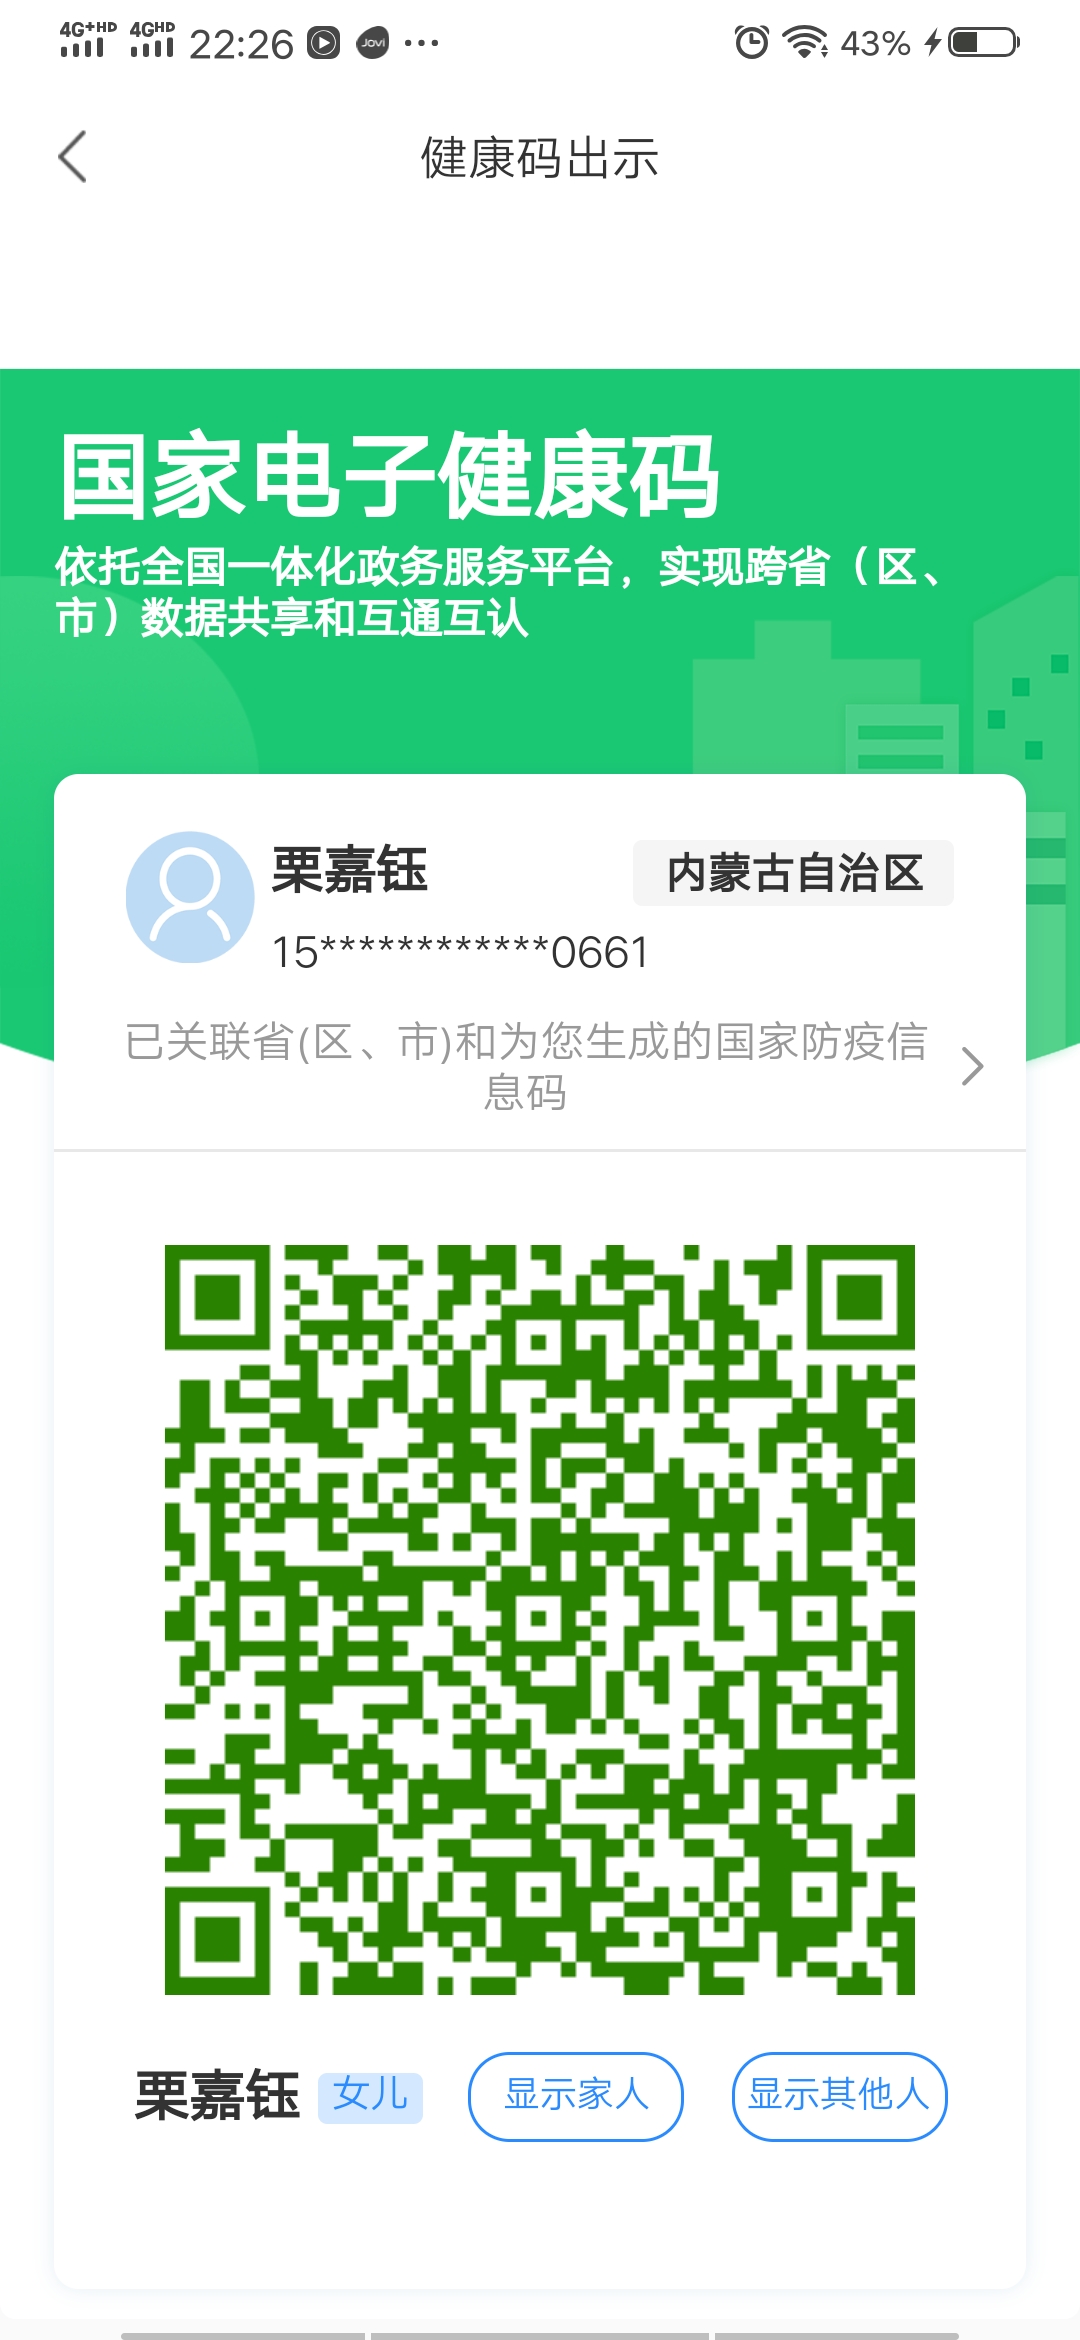 4G+HD 4GHD 22:26 Jovi ... 43%
健康码出示
国家电子健康码
依托全国一体化政务服务平台，实现跨省（区、
市）数据共享和互通互认
栗嘉钰 内蒙古自治区
15************0661
已关联省(区、市)和为您生成的国家防疫信
息码
栗嘉钰 女儿 显示家人 显示其他人